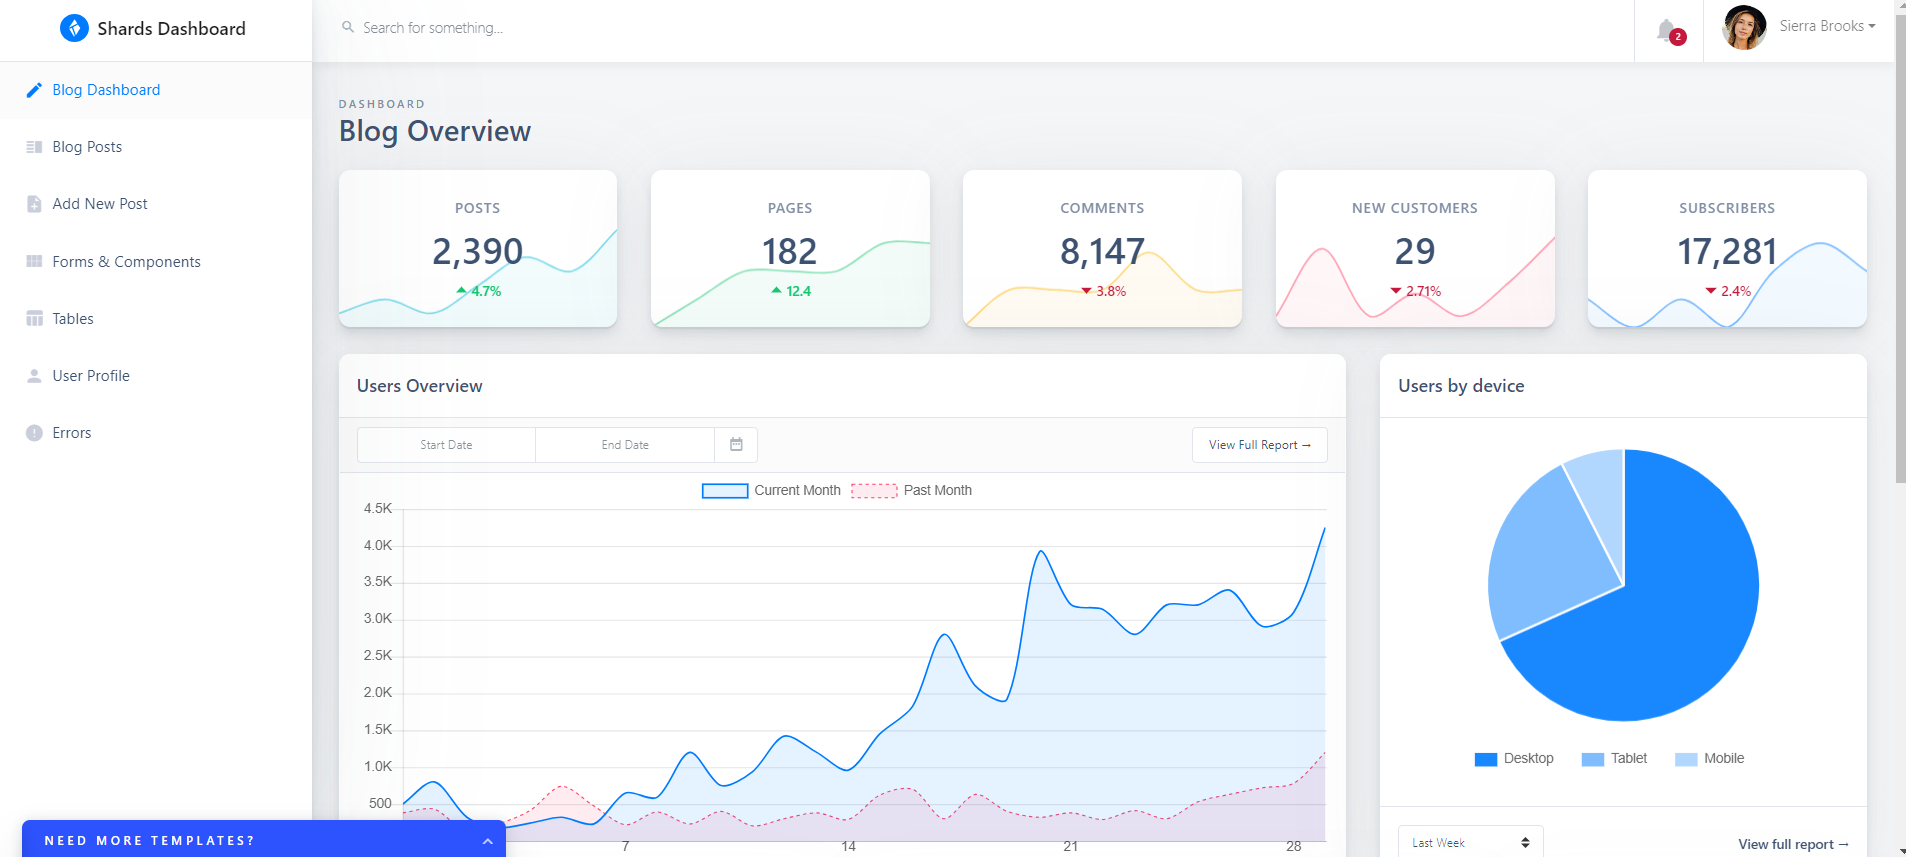 Shards Dashboard
Search for something...
2
Sierra Brooks
Blog Dashboard
Blog Posts
Add New Post
Forms & Components
Tables
User Profile
Errors
DASHBOARD
Blog Overview
POSTS
2,390
4.7%
PAGES
182
12.4
COMMENTS
8,147
3.8%
NEW CUSTOMERS
29
2.71%
SUBSCRIBERS
17,281
2.4%
Users Overview
Start Date
End Date
View Full Report →
Current Month
Past Month
4.5K
4.0K
3.5K
3.0K
2.5K
2.0K
1.5K
1.0K
500
7
14
21
28
Users by device
Desktop
Tablet
Mobile
Last Week
View full report →
NEED MORE TEMPLATES?